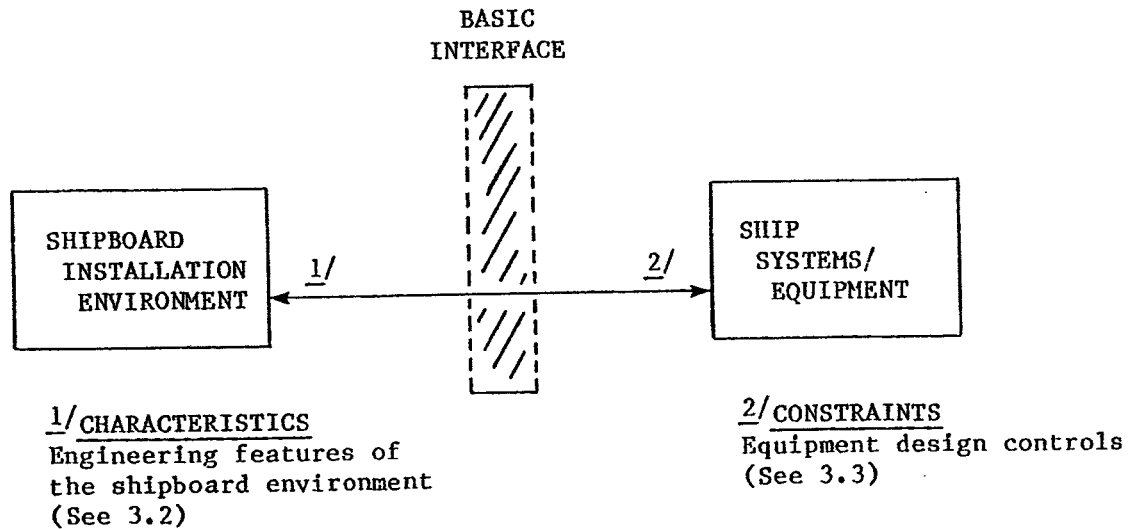 BASIC
INTERFACE
SHIPBOARD
INSTALLATION
ENVIRONMENT
1/
2/
SHIP
SYSTEMS/
EQUIPMENT
1/ CHARACTERISTICS
Engineering features of
the shipboard environment
(See 3.2)
2/ CONSTRAINTS
Equipment design controls
(See 3.3)